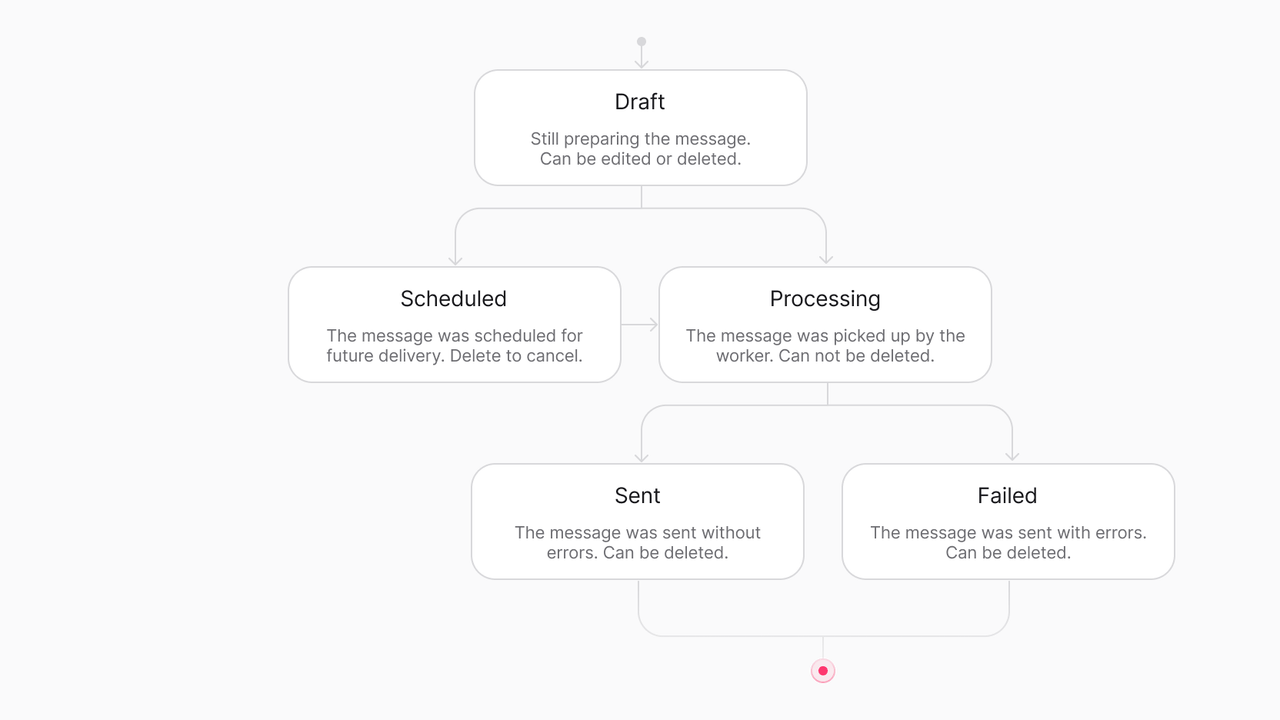 Draft
Still preparing the message.
Can be edited or deleted.
Scheduled
The message was scheduled for
future delivery. Delete to cancel.
Processing
The message was picked up by the
worker. Can not be deleted.
Sent
The message was sent without
errors. Can be deleted.
Failed
The message was sent with errors.
Can be deleted.